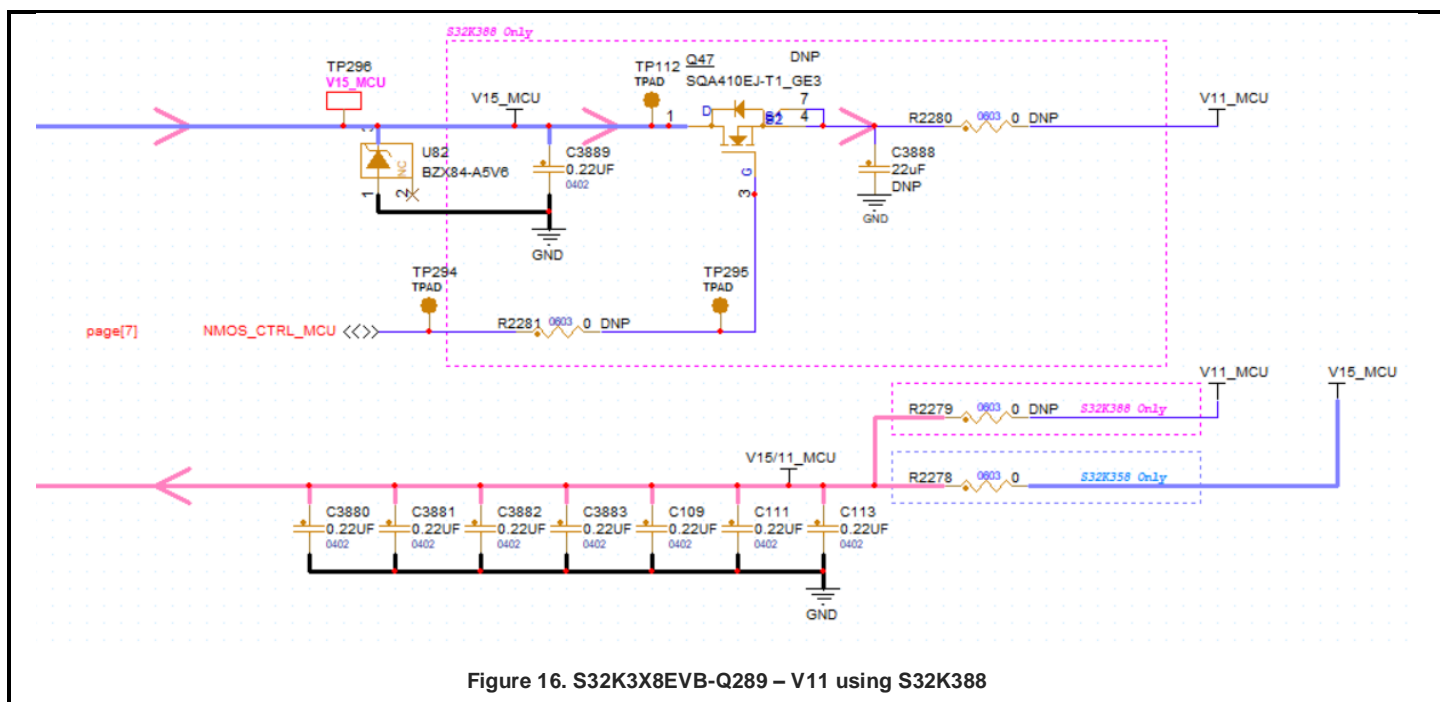 S32K388 Only
TP296
V15_MCU
V15_MCU
TP112
TPAD
Q47
DNP
SQA410EJ-T1_GE3
D
1
7
4
G
3
R2280 0603 0 DNP
V11_MCU
3
U82
BZX84-A5V6
NC
1
2
C3889
0.22UF
0402
GND
C3888
22uF
DNP
GND
TP294
TPAD
TP295
TPAD
page[7]
NMOS_CTRL_MCU
R2281 0603 0 DNP
V11_MCU
V15_MCU
R2279 0603 0 DNP S32K388 Only
V15/11_MCU
R2278 0603 0 S32K358 Only
C3880 C3881 C3882 C3883 C109 C111 C113
0.22UF 0.22UF 0.22UF 0.22UF 0.22UF 0.22UF 0.22UF
0402 0402 0402 0402 0402 0402 0402
GND
Figure 16. S32K3X8EVB-Q289 – V11 using S32K388